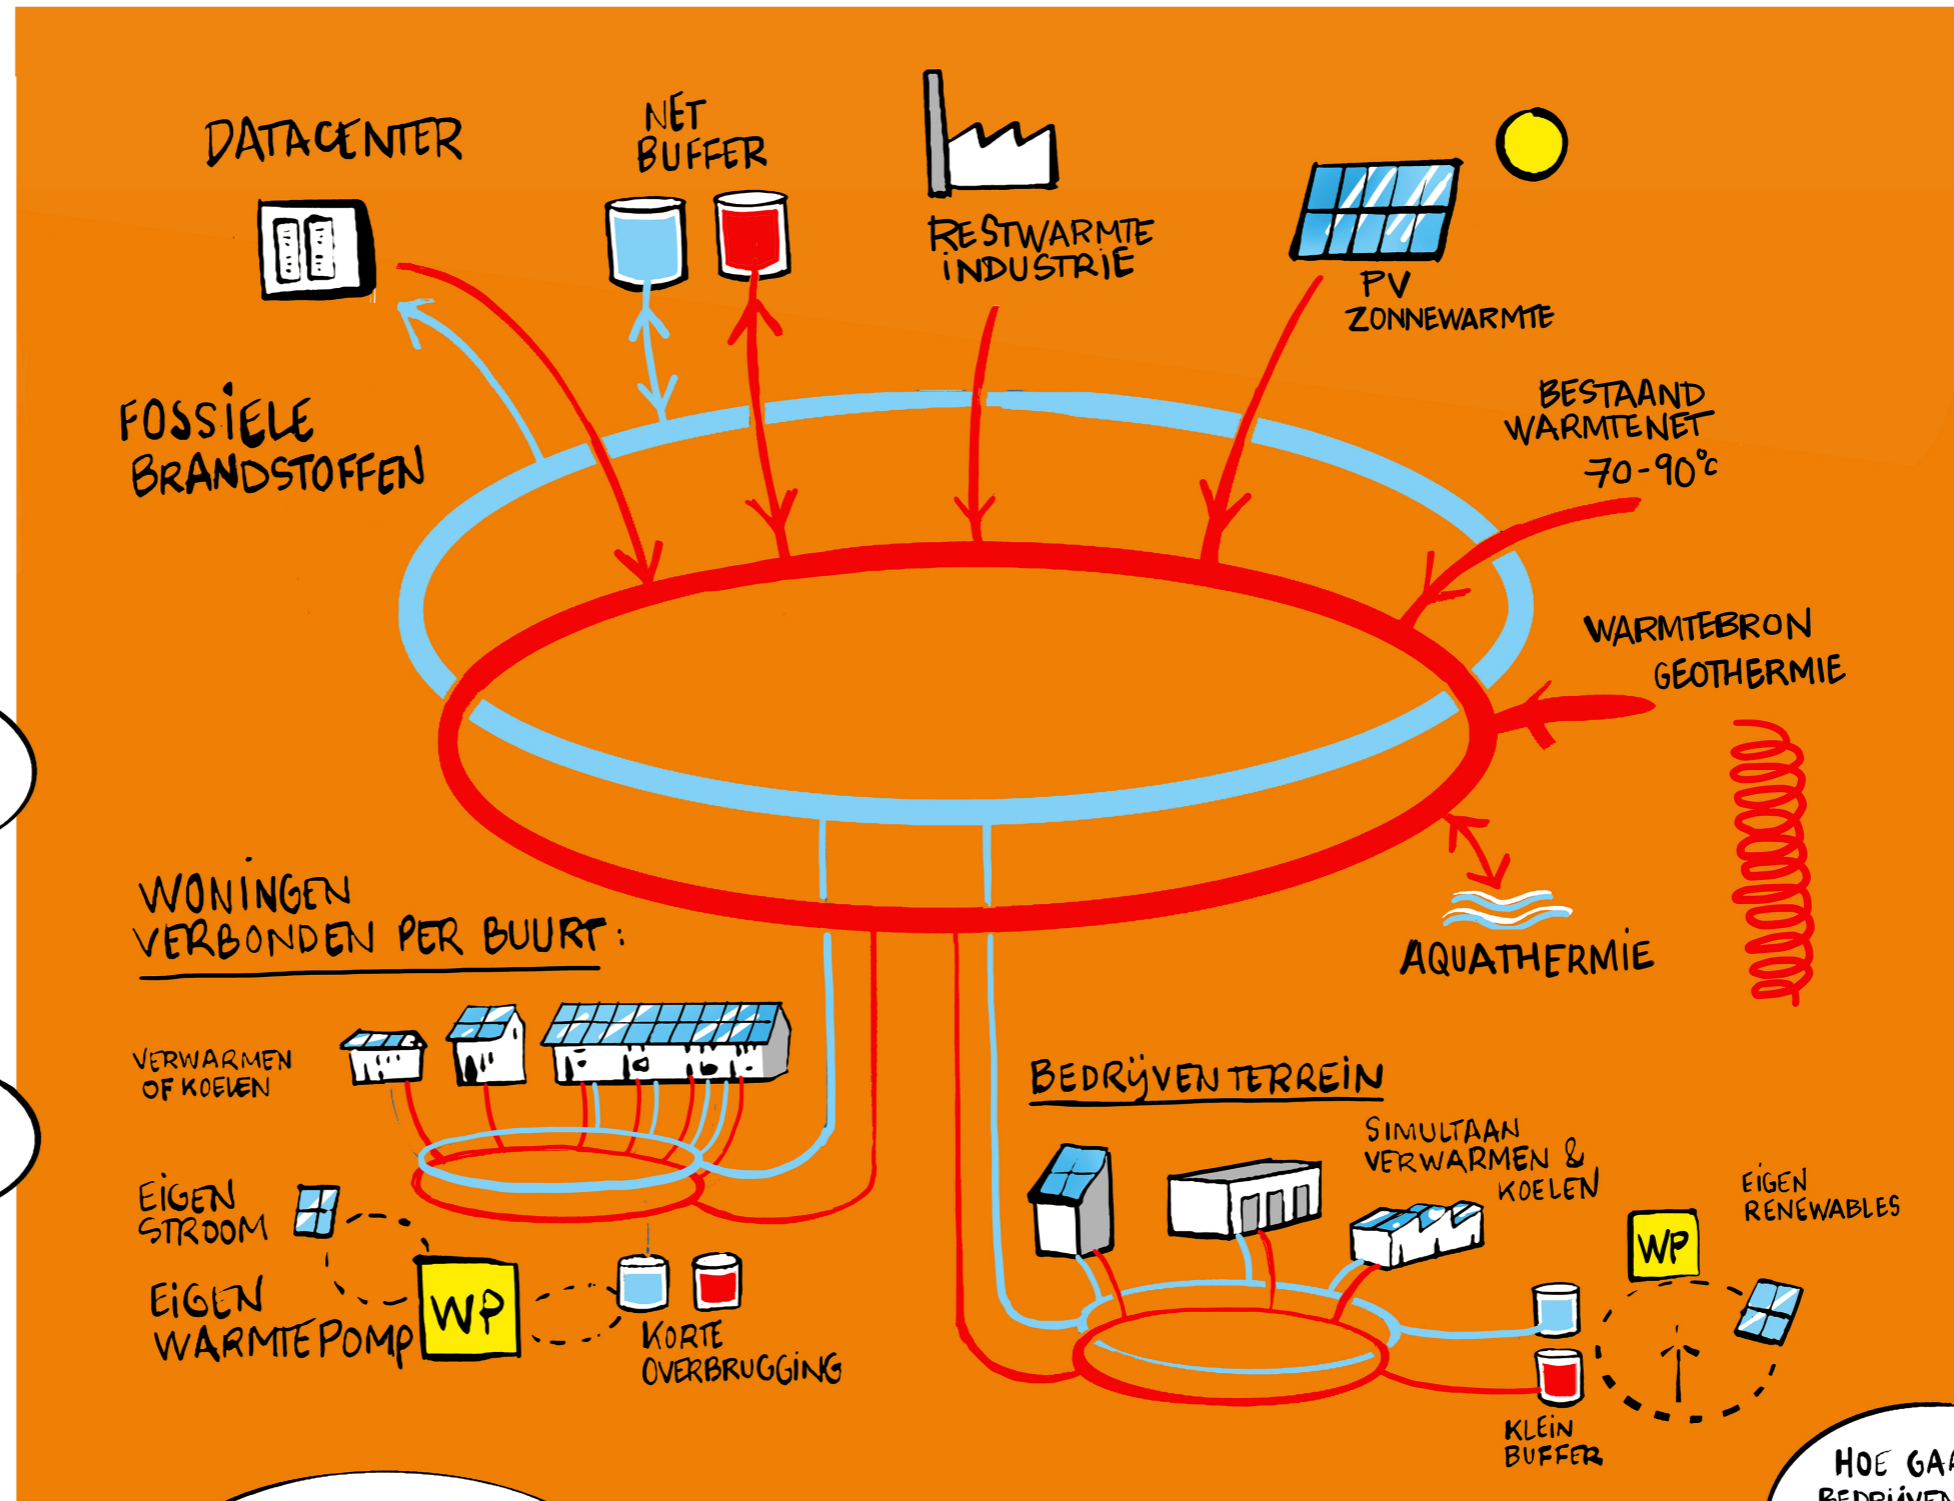 DATACENTER
NET
BUFFER
RESTWARMTE
INDUSTRIE
PV
ZONNEWARMTE
FOSSIELE
BRANDSTOFFEN
BESTAAND
WARMTENET
70-90°C
WARMTEBRON
GEOTHERMIE
AQUATHERMIE
WONINGEN
VERBONDEN PER BUURT:
VERWARMEN
OF KOELEN
EIGEN
STROOM
EIGEN
WARMTEPOMP
WP
KORTE
OVERBRUGGING
BEDRIJVENTERREIN
SIMULTAAN
VERWARMEN &
KOELEN
EIGEN
RENEWABLES
WP
KLEIN
BUFFER
HOE GAA
BEDRIJVEN